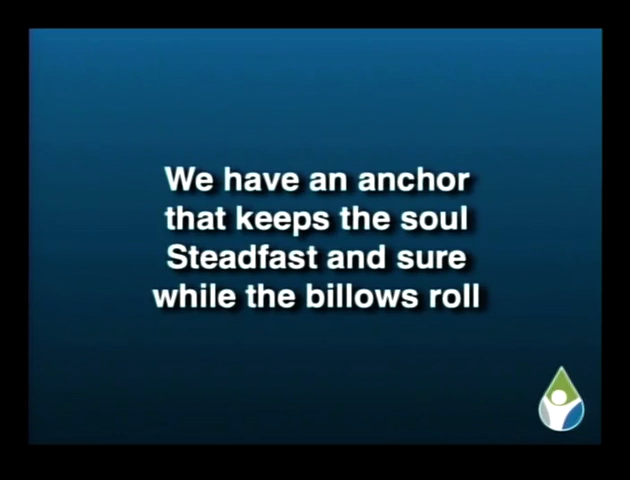 We have an anchor
that keeps the soul
Steadfast and sure
while the billows roll